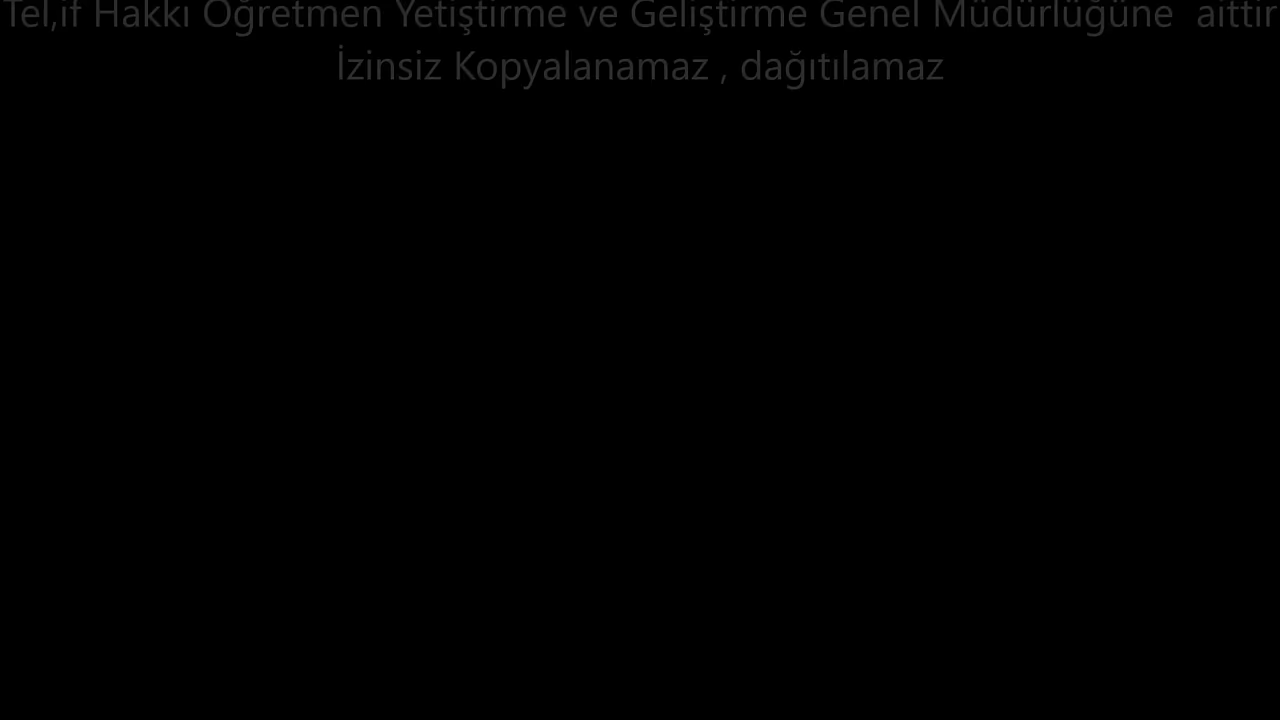 Tel,if Hakkı Öğretmen Yetiştirme ve Geliştirme Genel Müdürlüğüne  aittir
İzinsiz Kopyalanamaz , dağıtılamaz